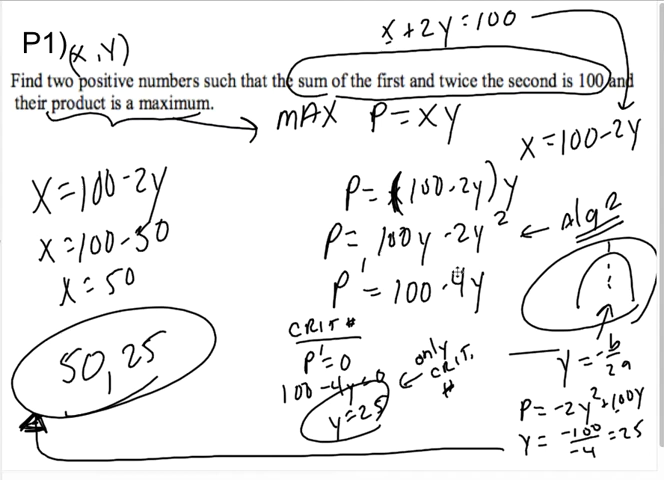 x + 2y = 100
P1) (x, y)
Find two positive numbers such that the sum of the first and twice the second is 100 and
their product is a maximum.
MAX P = xy
x = 100 - 2y
x = 100 - 2y
x = 100 - 50
x = 50
50, 25
P = (100 - 2y) y
P = 100y - 2y²
P' = 100 - 4y
CRIT #
P' = 0
100 - 4y = 0
y = 25
only
CRIT.
#
Alg 2
y = -b/2a
P = -2y² + 100y
y = -100/-4 = 25